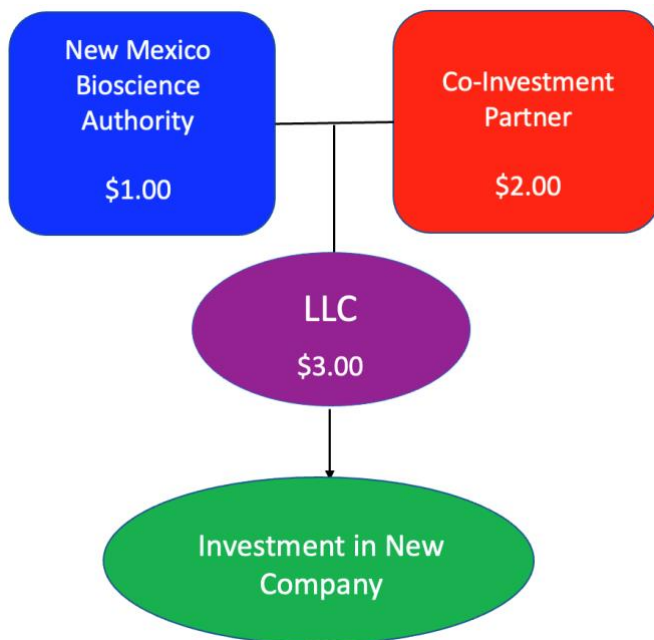 New Mexico
Bioscience
Authority
$1.00
Co-Investment
Partner
$2.00
LLC
$3.00
Investment in New
Company